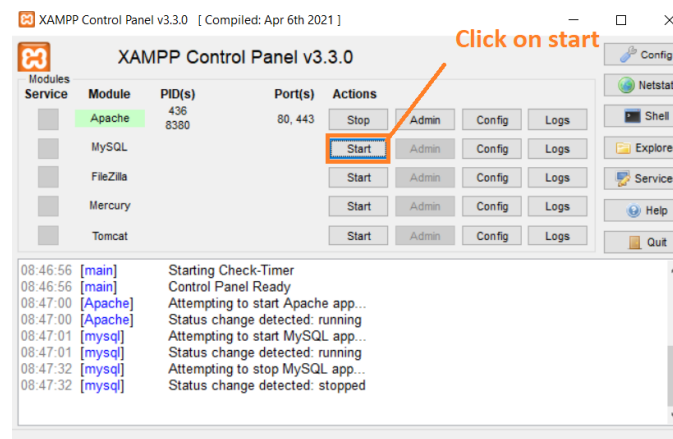 XAMPP Control Panel v3.3.0 [ Compiled: Apr 6th 2021 ]
Click on start
XAMPP Control Panel v3.3.0
Config
Modules
Service Module PID(s) Port(s) Actions
Netstat
Apache 436 8380 80, 443 Stop Admin Config Logs
Shell
MySQL Start Admin Config Logs
Explore
FileZilla Start Admin Config Logs
Service
Mercury Start Admin Config Logs
Help
Tomcat Start Admin Config Logs
Quit
08:46:56 [main] Starting Check-Timer
08:46:56 [main] Control Panel Ready
08:47:00 [Apache] Attempting to start Apache app...
08:47:00 [Apache] Status change detected: running
08:47:01 [mysql] Attempting to start MySQL app...
08:47:01 [mysql] Status change detected: running
08:47:32 [mysql] Attempting to stop MySQL app...
08:47:32 [mysql] Status change detected: stopped